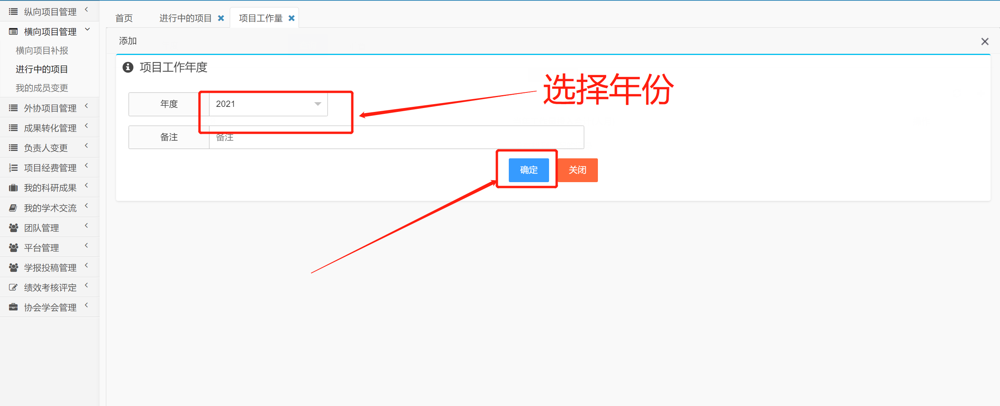 纵向项目管理
横向项目管理
横向项目补报
进行中的项目
我的成员变更
外协项目管理
成果转化管理
负责人变更
项目经费管理
我的科研成果
我的学术交流
团队管理
平台管理
学报投稿管理
绩效考核评定
协会学会管理
首页 进行中的项目 项目工作量
添加
项目工作年度
选择年份
年度 2021
备注 备注
确定 关闭